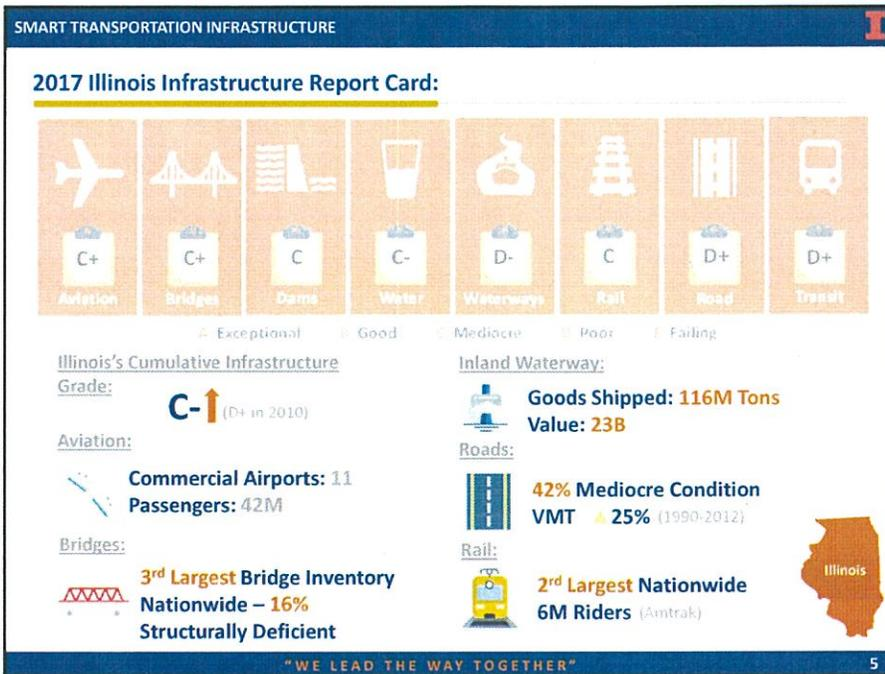 SMART TRANSPORTATION INFRASTRUCTURE
I
2017 Illinois Infrastructure Report Card:
C+ C+ C C- D- C D+ D+
Aviation Bridges Dams Water Waterways Rail Road Transit
A Exceptional B Good C Mediocre D Poor F Failing
Illinois's Cumulative Infrastructure
Grade:
C- (D+ in 2010)
Aviation:
Commercial Airports: 11
Passengers: 42M
Bridges:
3rd Largest Bridge Inventory
Nationwide – 16%
Structurally Deficient
Inland Waterway:
Goods Shipped: 116M Tons
Value: 23B
Roads:
42% Mediocre Condition
VMT 25% (1990-2012)
Rail:
2rd Largest Nationwide
6M Riders (Amtrak)
Illinois
"WE LEAD THE WAY TOGETHER"
5